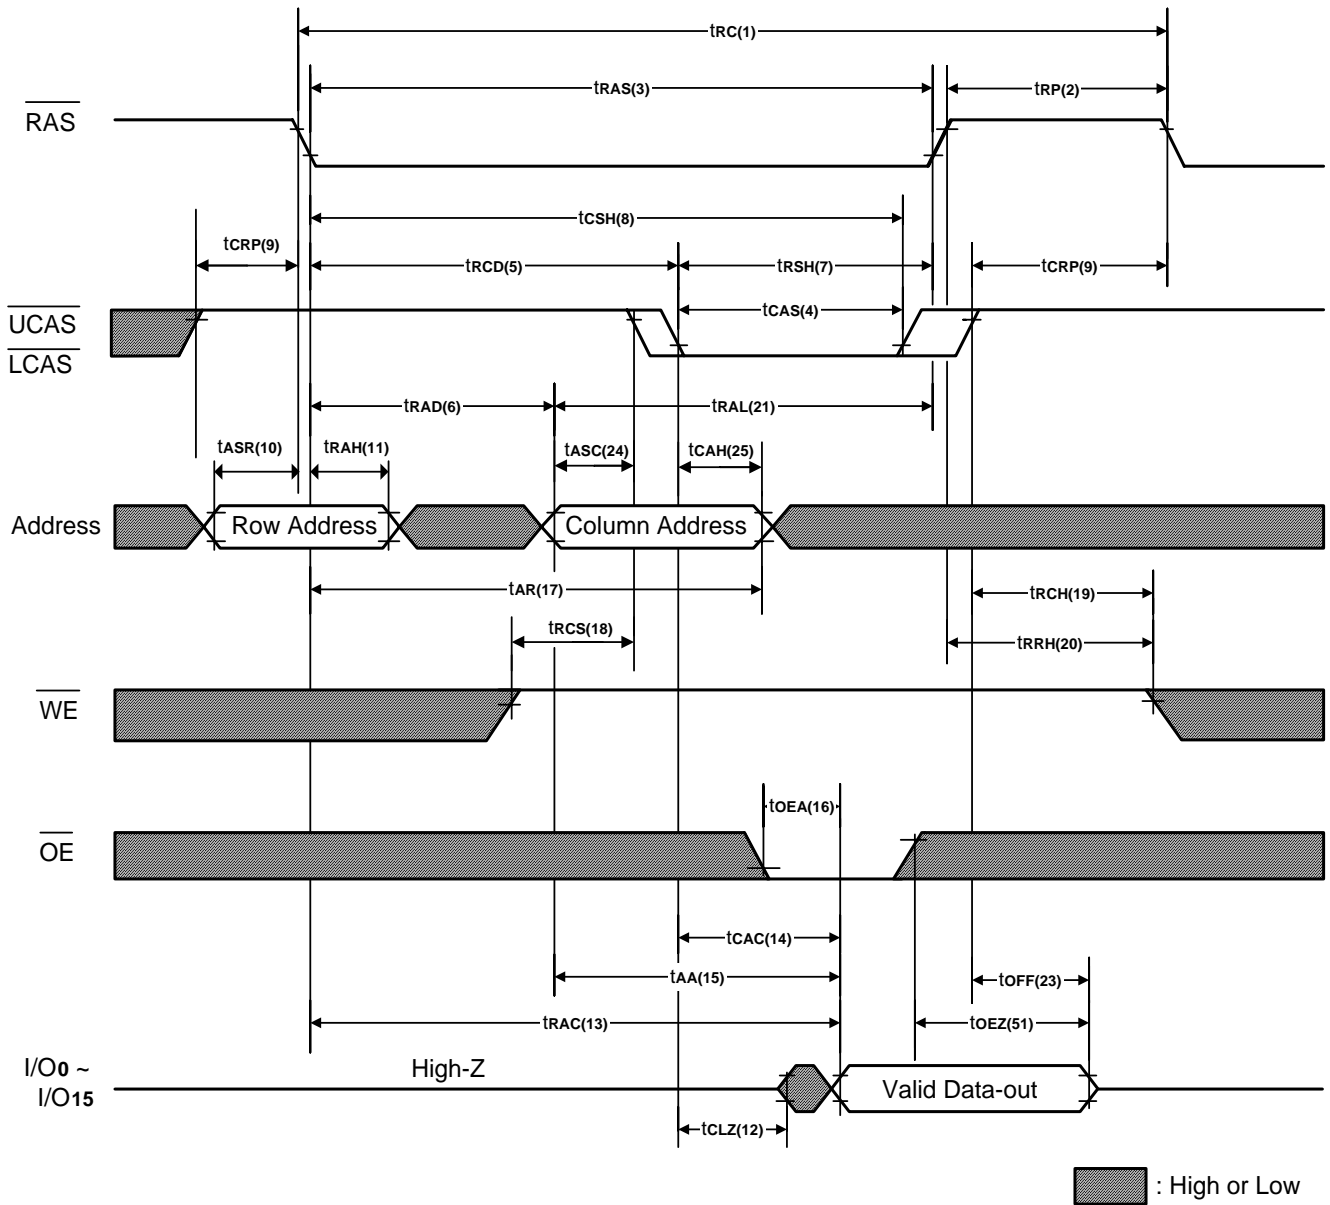 tRC(1)
tRAS(3)
tRP(2)
RAS
tCSH(8)
tCRP(9)
tRCD(5)
tRSH(7)
tCRP(9)
UCAS
tCAS(4)
LCAS
tRAD(6)
tRAL(21)
tASR(10)
tRAH(11)
tASC(24)
tCAH(25)
Address
Row Address
Column Address
tAR(17)
tRCH(19)
tRCS(18)
tRRH(20)
WE
tOEA(16)
OE
tCAC(14)
tAA(15)
tOFF(23)
tRAC(13)
tOEZ(51)
I/O0 ~
I/O15
High-Z
Valid Data-out
tCLZ(12)
: High or Low